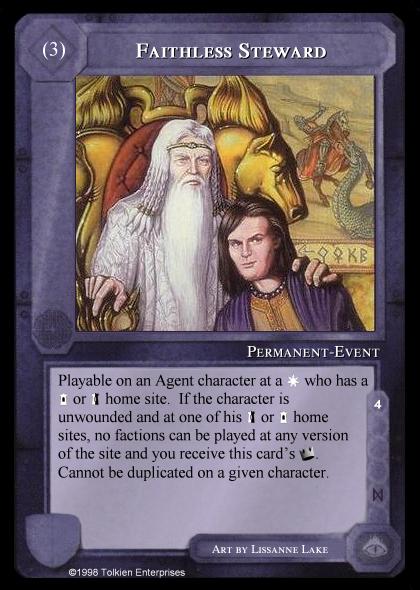 (3)
FAITHLESS STEWARD
PERMANENT-EVENT
Playable on an Agent character at a who has a
or home site. If the character is
unwounded and at one of his or home
sites, no factions can be played at any version
of the site and you receive this card's .
Cannot be duplicated on a given character.
4
ART BY LISSANNE LAKE
©1998 Tolkien Enterprises